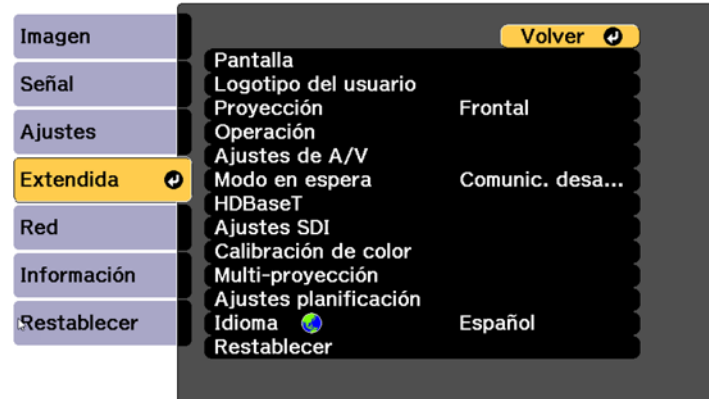 Imagen
Señal
Ajustes
Extendida
Red
Información
Restablecer
Volver
Pantalla
Logotipo del usuario
Proyección Frontal
Operación
Ajustes de A/V
Modo en espera Comunic. desa...
HDBaseT
Ajustes SDI
Calibración de color
Multi-proyección
Ajustes planificación
Idioma Español
Restablecer